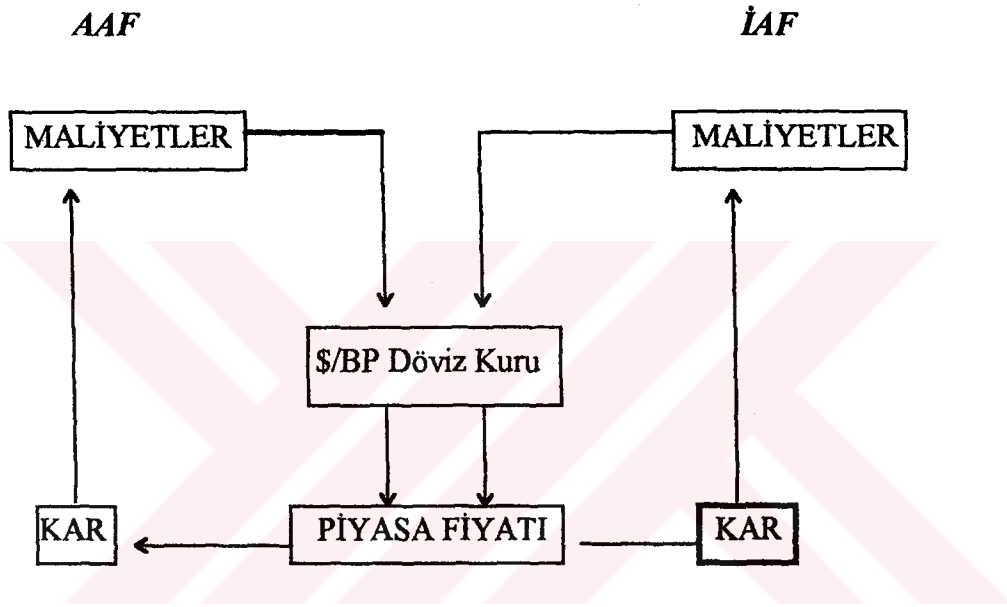 AAF
İAF
MALİYETLER
MALİYETLER
$/BP Döviz Kuru
KAR
PİYASA FİYATI
KAR